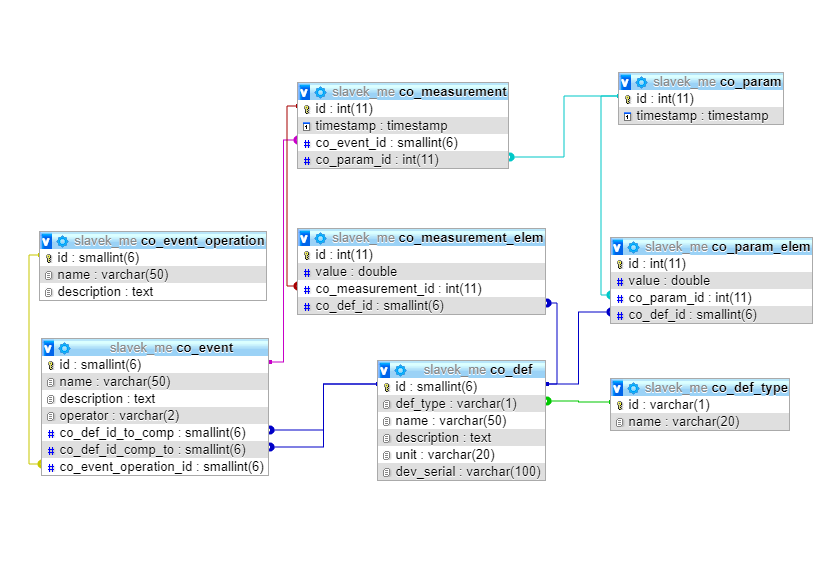 slavek_me co_measurement
id : int(11)
timestamp : timestamp
co_event_id : smallint(6)
co_param_id : int(11)
slavek_me co_param
id : int(11)
timestamp : timestamp
slavek_me co_event_operation
id : smallint(6)
name : varchar(50)
description : text
slavek_me co_measurement_elem
id : int(11)
value : double
co_measurement_id : int(11)
co_def_id : smallint(6)
slavek_me co_param_elem
id : int(11)
value : double
co_param_id : int(11)
co_def_id : smallint(6)
slavek_me co_event
id : smallint(6)
name : varchar(50)
description : text
operator : varchar(2)
co_def_id_to_comp : smallint(6)
co_def_id_comp_to : smallint(6)
co_event_operation_id : smallint(6)
slavek_me co_def
id : smallint(6)
def_type : varchar(1)
name : varchar(50)
description : text
unit : varchar(20)
dev_serial : varchar(100)
slavek_me co_def_type
id : varchar(1)
name : varchar(20)